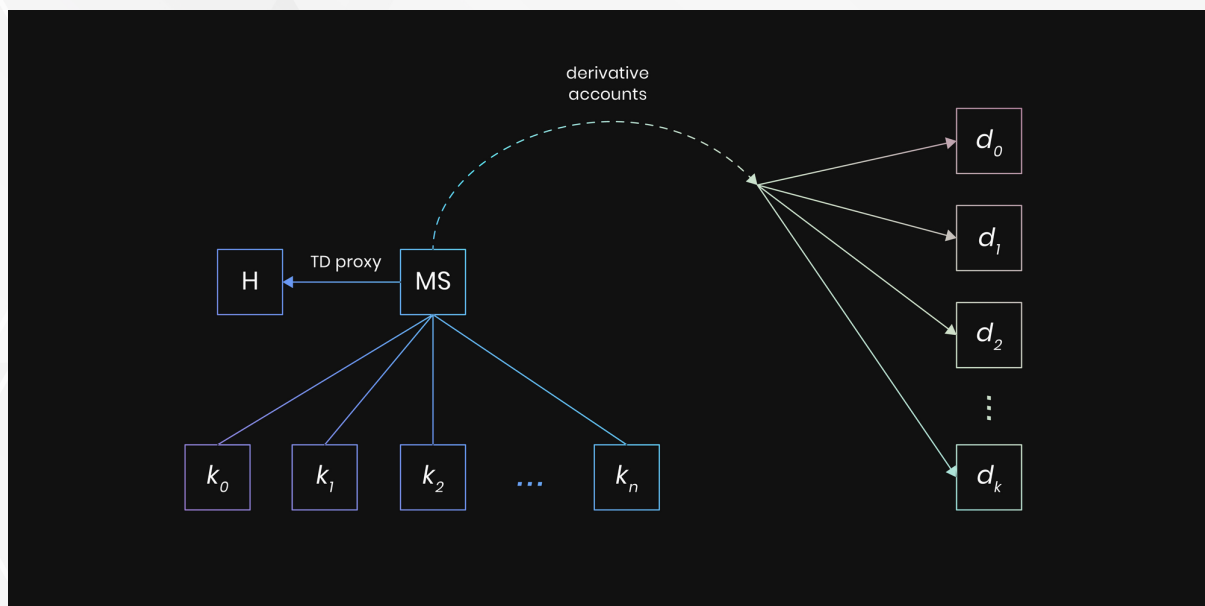 derivative
accounts
d₀
d₁
H
TD proxy
MS
d₂
⋮
k₀
k₁
k₂
...
kₙ
dₖ